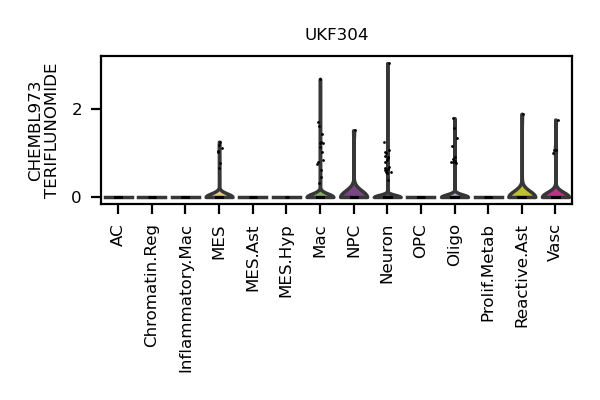 UKF304
CHEMBL973
TERIFLUNOMIDE
2
0
AC
Chromatin.Reg
Inflammatory.Mac
MES
MES.Ast
MES.Hyp
Mac
NPC
Neuron
OPC
Oligo
Prolif.Metab
Reactive.Ast
Vasc